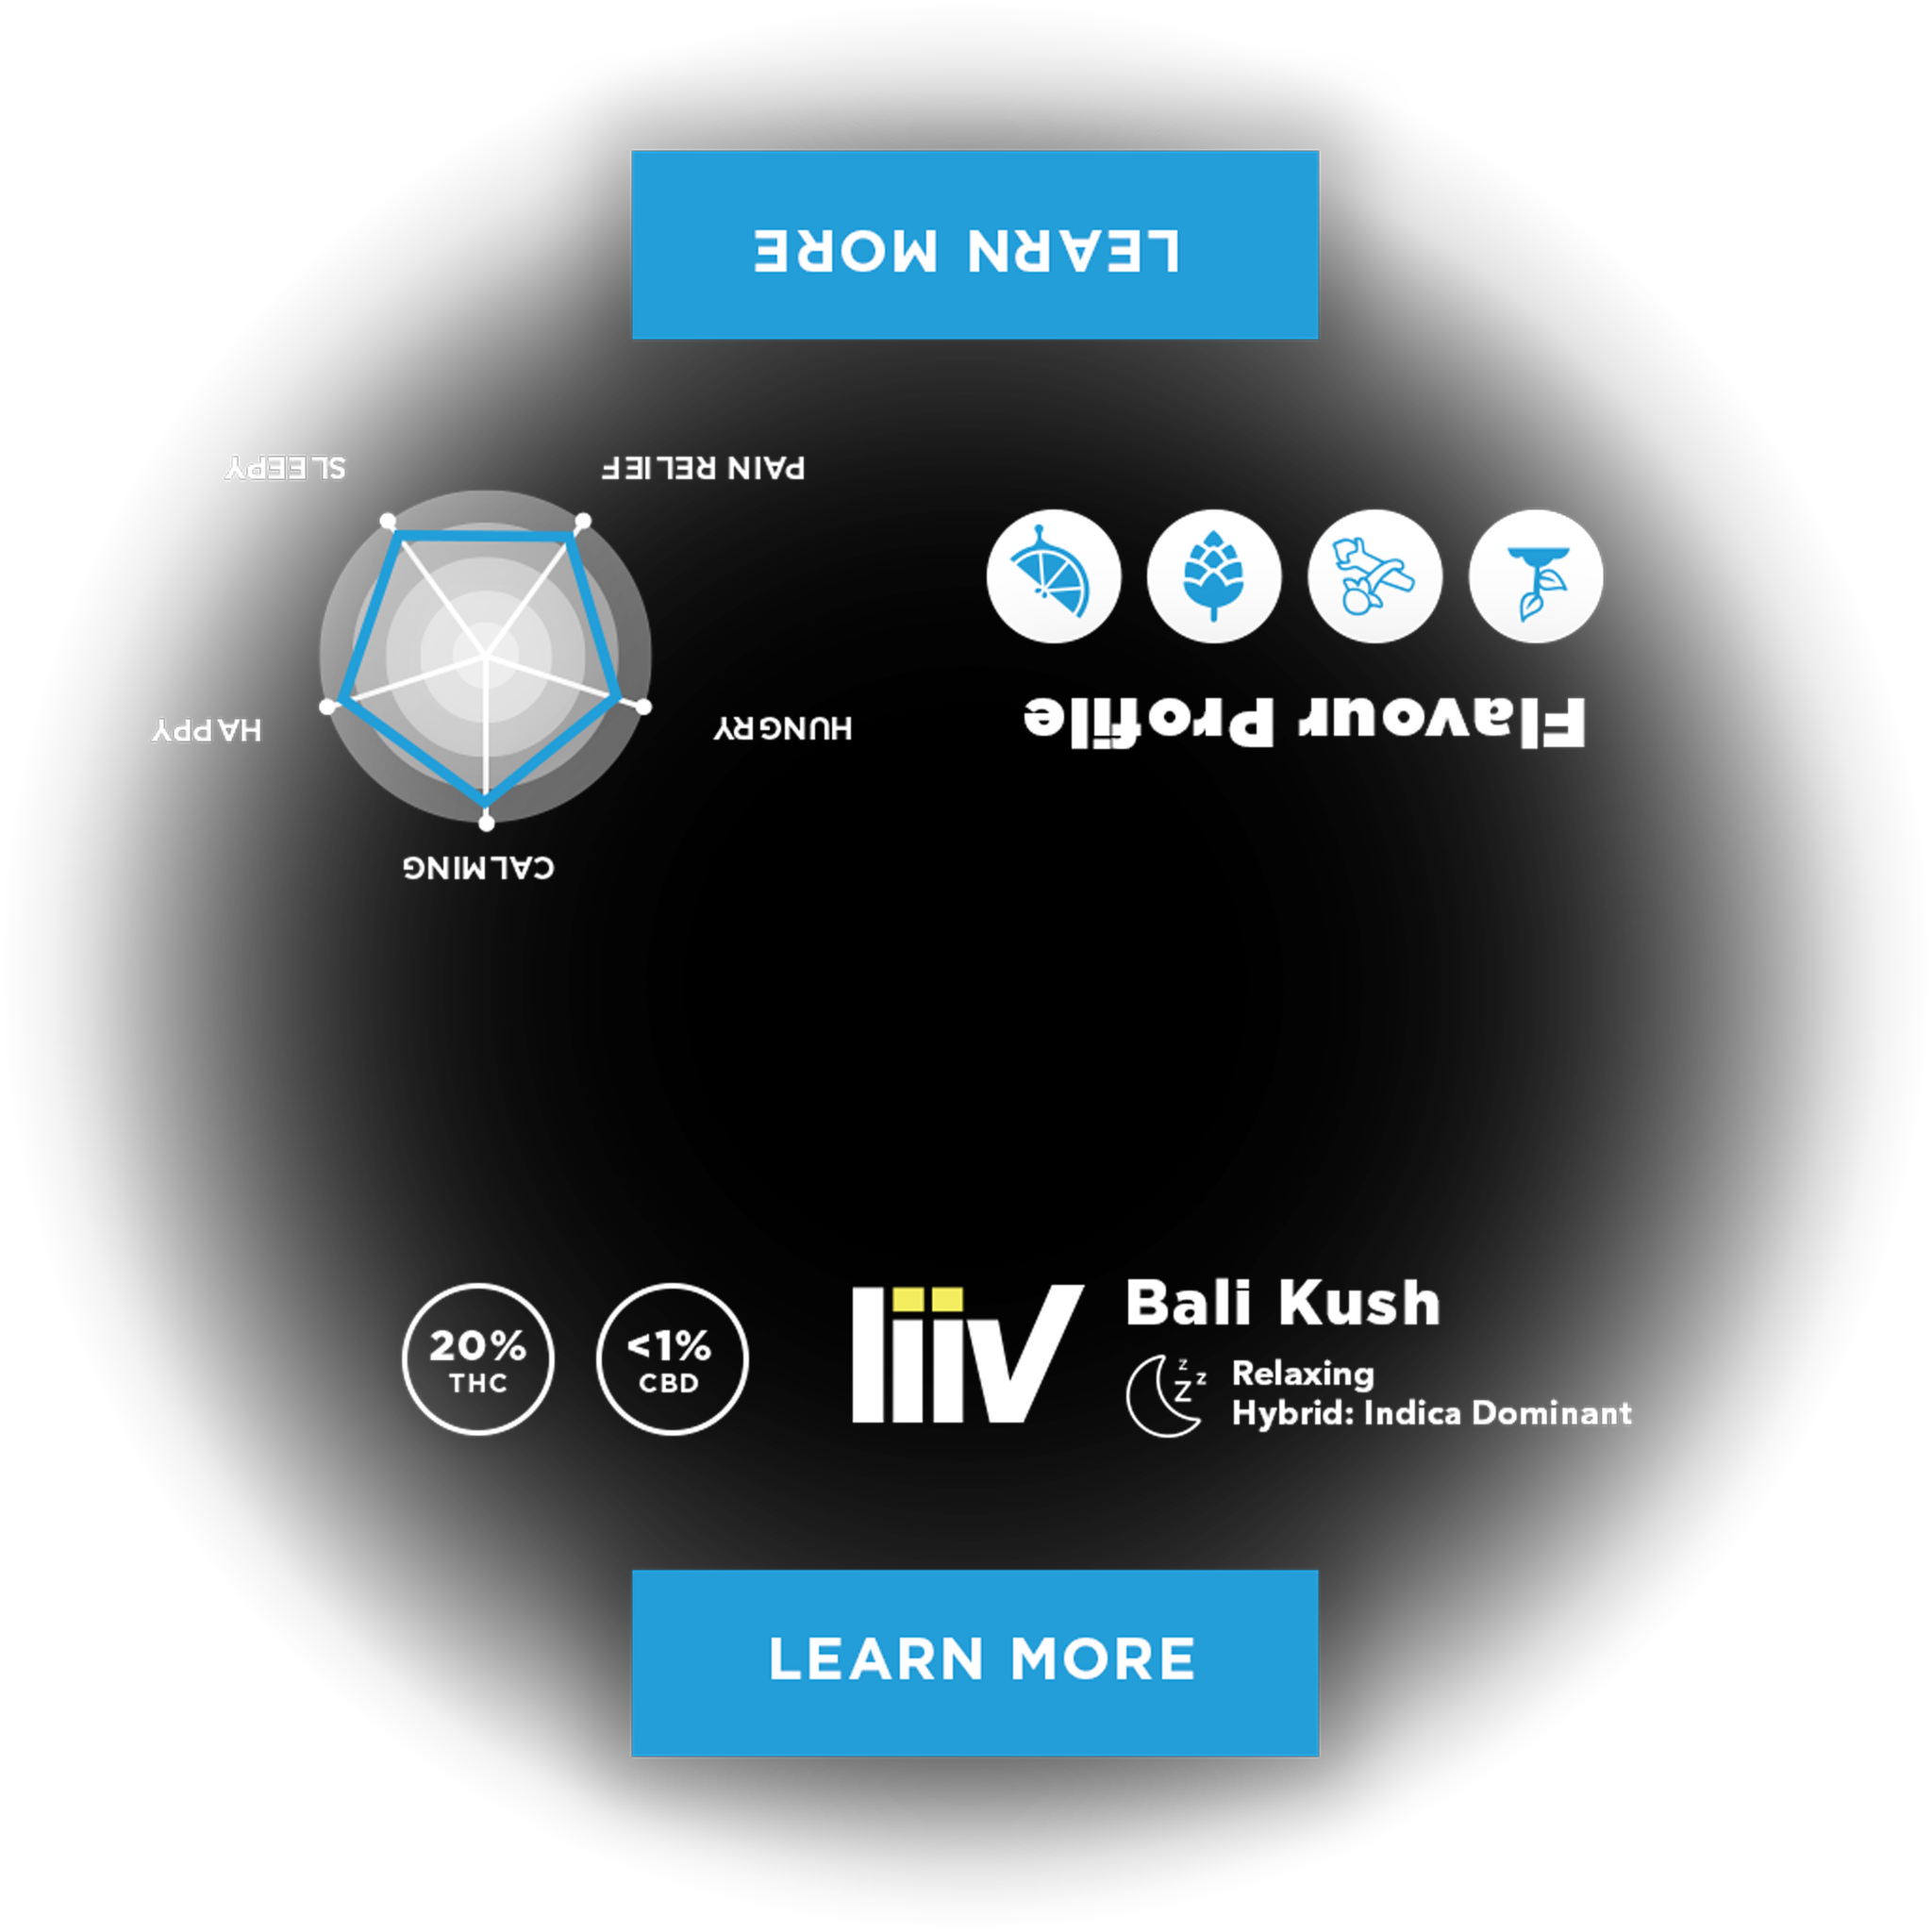 LEARN MORE
SLEEPY
PAIN RELIEF
HAPPY
HUNGRY
CALMING
Flavour Profile
20%
THC
<1%
CBD
liiv
Bali Kush
z
z
Z
Relaxing
Hybrid: Indica Dominant
LEARN MORE